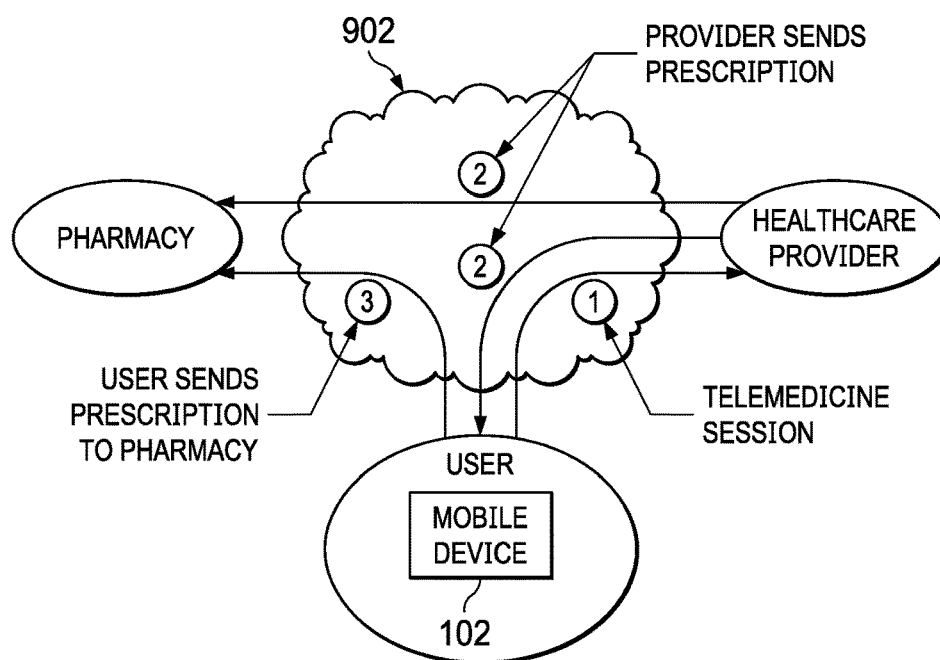 902
PROVIDER SENDS
PRESCRIPTION
2
PHARMACY
HEALTHCARE
PROVIDER
2
3
1
USER SENDS
PRESCRIPTION
TO PHARMACY
TELEMEDICINE
SESSION
USER
MOBILE
DEVICE
102